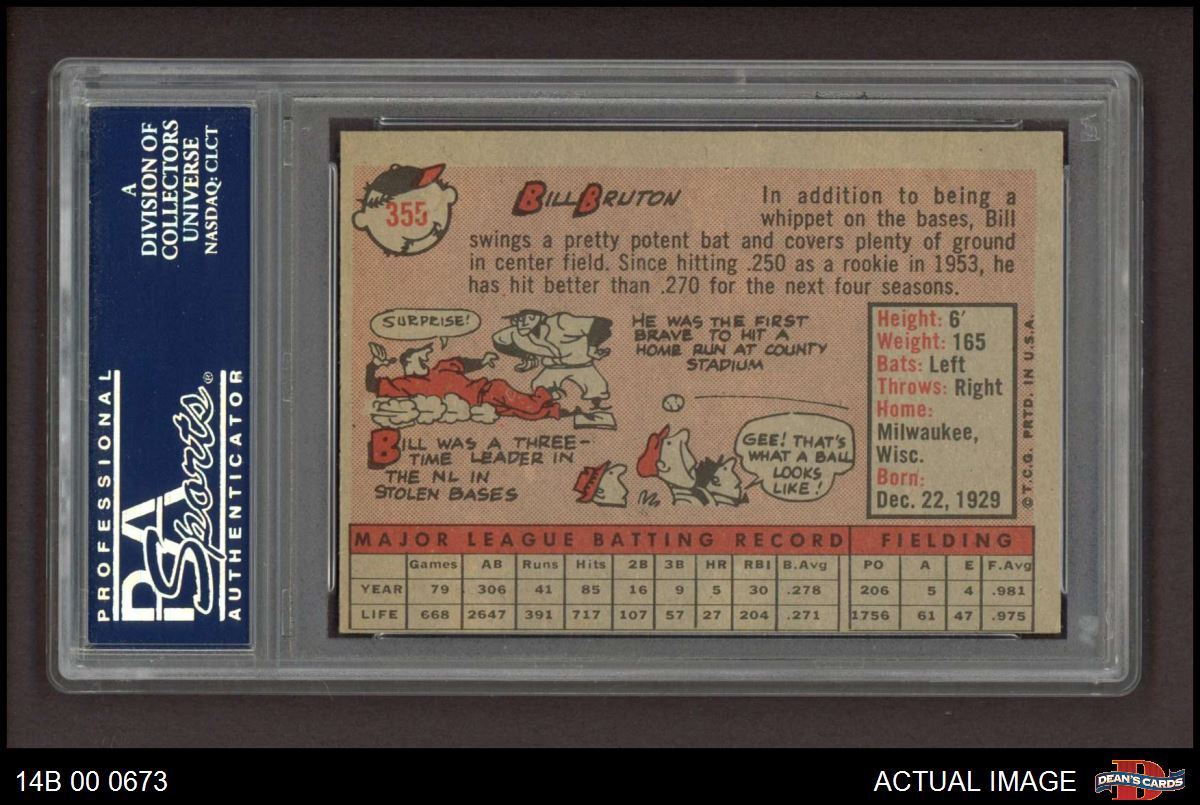 A
DIVISION OF
COLLECTORS
UNIVERSE
NASDAQ: CLCT
PROFESSIONAL
PSA
Sports®
AUTHENTICATOR
355
BILL BRUTON
In addition to being a
whippet on the bases, Bill
swings a pretty potent bat and covers plenty of ground
in center field. Since hitting .250 as a rookie in 1953, he
has hit better than .270 for the next four seasons.
SURPRISE!
HE WAS THE FIRST
BRAVE TO HIT A
HOME RUN AT COUNTY
STADIUM
BILL WAS A THREE-
TIME LEADER IN
THE NL IN
STOLEN BASES
GEE! THAT'S
WHAT A BALL
LOOKS
LIKE!
Height: 6'
Weight: 165
Bats: Left
Throws: Right
Home:
Milwaukee,
Wisc.
Born:
Dec. 22, 1929
© T.C.G. PRTD. IN U.S.A.
MAJOR LEAGUE BATTING RECORD FIELDING
Games AB Runs Hits 2B 3B HR RBI B.Avg PO A E F.Avg
YEAR 79 306 41 85 16 9 5 30 .278 206 5 4 .981
LIFE 668 2647 391 717 107 57 27 204 .271 1756 61 47 .975
14B 00 0673
ACTUAL IMAGE
DEAN'S CARDS